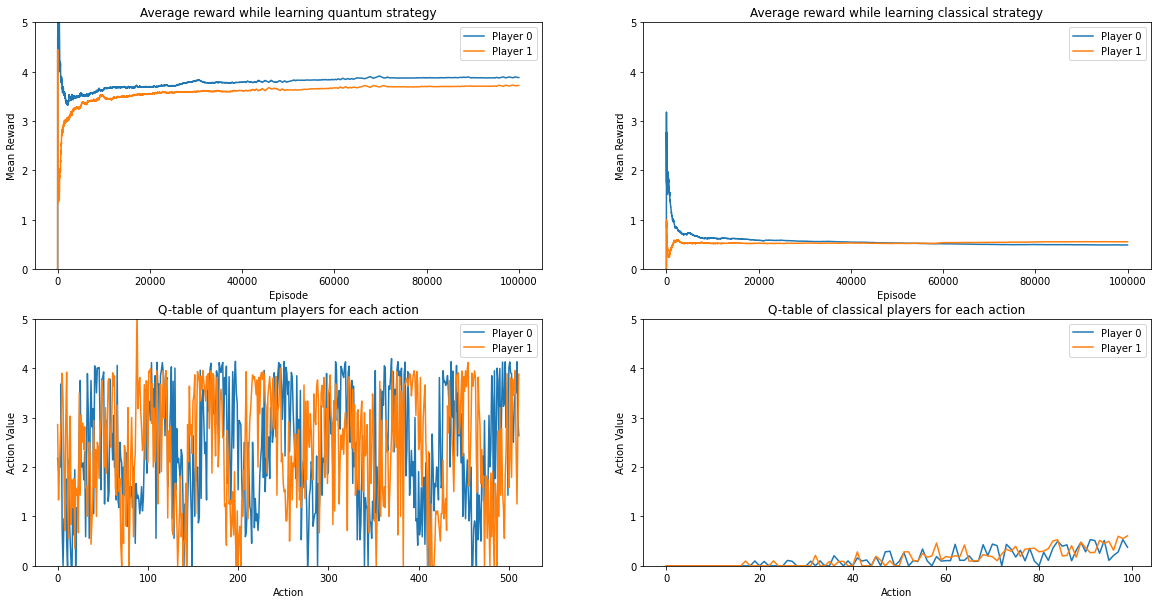 Average reward while learning quantum strategy
5
4
3
2
1
0
Mean Reward
Player 0
Player 1
0 20000 40000 60000 80000 100000
Episode
Average reward while learning classical strategy
5
4
3
2
1
0
Mean Reward
Player 0
Player 1
0 20000 40000 60000 80000 100000
Episode
Q-table of quantum players for each action
5
4
3
2
1
0
Action Value
Player 0
Player 1
0 100 200 300 400 500
Action
Q-table of classical players for each action
5
4
3
2
1
0
Action Value
Player 0
Player 1
0 20 40 60 80 100
Action